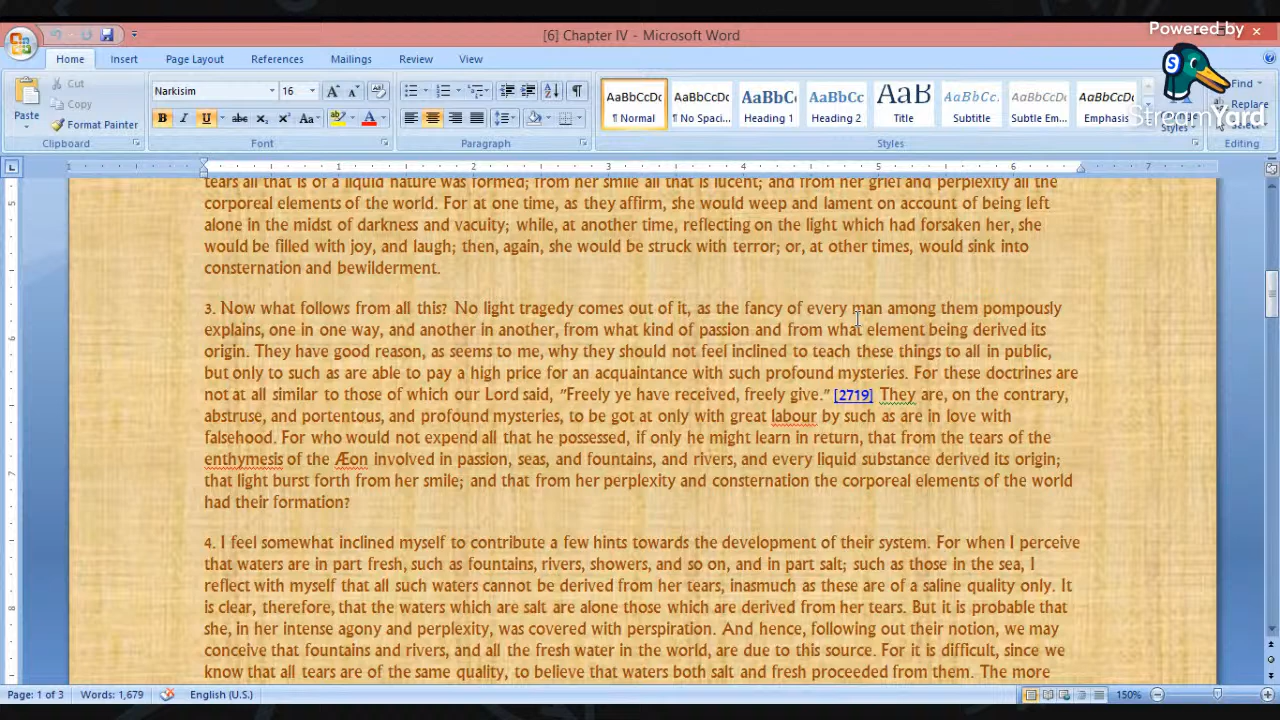 Powered by
[6] Chapter IV - Microsoft Word
Home Insert Page Layout References Mailings Review View
Cut
Copy
Format Painter
Paste
Narkisim 16
AaBbCcDc AaBbCcDc AaBbCc AaBbCc AaB AaBbCc. AaBbCcDc AaBbCcDc
¶ Normal ¶ No Spaci... Heading 1 Heading 2 Title Subtitle Subtle Em... Emphasis
Styles
Find
Replace
StreamYard
Clipboard Font Paragraph Styles Editing
1 1 2 3 4 5 6 7
tears all that is of a liquid nature was formed; from her smile all that is lucent; and from her grief and perplexity all the
corporeal elements of the world. For at one time, as they affirm, she would weep and lament on account of being left
alone in the midst of darkness and vacuity; while, at another time, reflecting on the light which had forsaken her, she
would be filled with joy, and laugh; then, again, she would be struck with terror; or, at other times, would sink into
consternation and bewilderment.
3. Now what follows from all this? No light tragedy comes out of it, as the fancy of every man among them pompously
explains, one in one way, and another in another, from what kind of passion and from what element being derived its
origin. They have good reason, as seems to me, why they should not feel inclined to teach these things to all in public,
but only to such as are able to pay a high price for an acquaintance with such profound mysteries. For these doctrines are
not at all similar to those of which our Lord said, "Freely ye have received, freely give." [2719] They are, on the contrary,
abstruse, and portentous, and profound mysteries, to be got at only with great labour by such as are in love with
falsehood. For who would not expend all that he possessed, if only he might learn in return, that from the tears of the
enthymesis of the Æon involved in passion, seas, and fountains, and rivers, and every liquid substance derived its origin;
that light burst forth from her smile; and that from her perplexity and consternation the corporeal elements of the world
had their formation?
4. I feel somewhat inclined myself to contribute a few hints towards the development of their system. For when I perceive
that waters are in part fresh, such as fountains, rivers, showers, and so on, and in part salt; such as those in the sea, I
reflect with myself that all such waters cannot be derived from her tears, inasmuch as these are of a saline quality only. It
is clear, therefore, that the waters which are salt are alone those which are derived from her tears. But it is probable that
she, in her intense agony and perplexity, was covered with perspiration. And hence, following out their notion, we may
conceive that fountains and rivers, and all the fresh water in the world, are due to this source. For it is difficult, since we
know that all tears are of the same quality, to believe that waters both salt and fresh proceeded from them. The more
Page: 1 of 3 Words: 1,679 English (U.S.) 150%